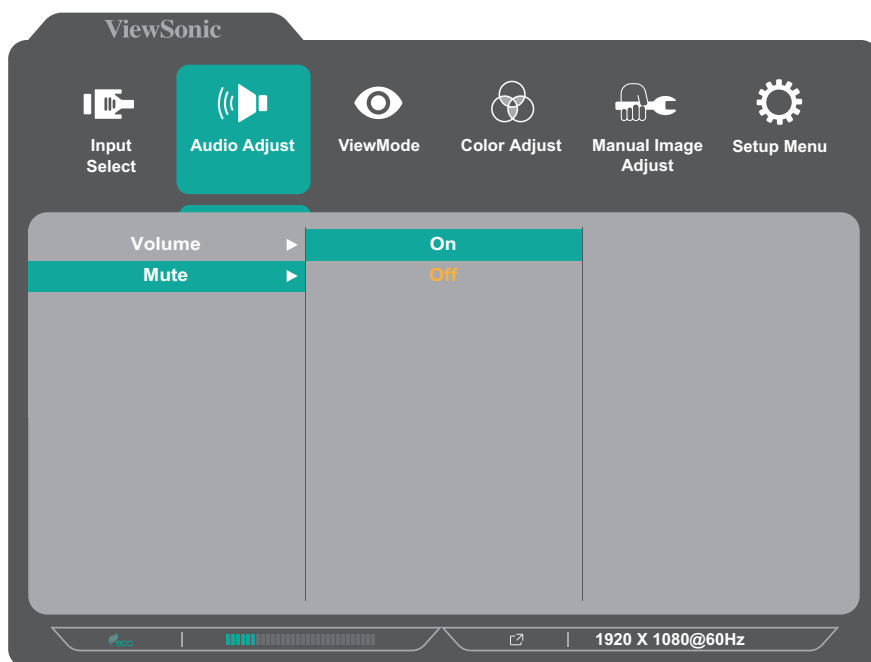 ViewSonic
Input
Select
Audio Adjust
ViewMode
Color Adjust
Manual Image
Adjust
Setup Menu
Volume
On
Mute
Off
eco
1920 X 1080@60Hz